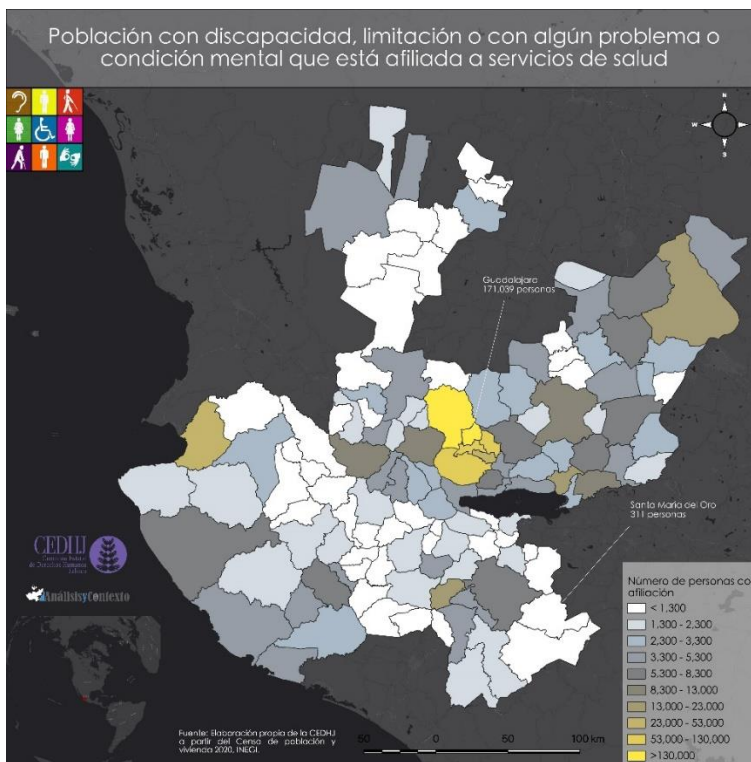 Población con discapacidad, limitación o con algún problema o
condición mental que está afiliada a servicios de salud
N
W
E
S
Guadalajara
171,039 personas
Santa María del Oro
311 personas
CEDHJ
AnálisisyContexto
Número de personas co
afiliación
< 1,300
1,300 - 2,300
2,300 - 3,300
3,300 - 5,300
5,300 - 8,300
8,300 - 13,000
13,000 - 23,000
23,000 - 53,000
53,000 - 130,000
>130,000
Fuente: Elaboración propia de la CEDHJ
a partir del Censo de población y
vivienda 2020, INEGI.
50 0 50 100 km